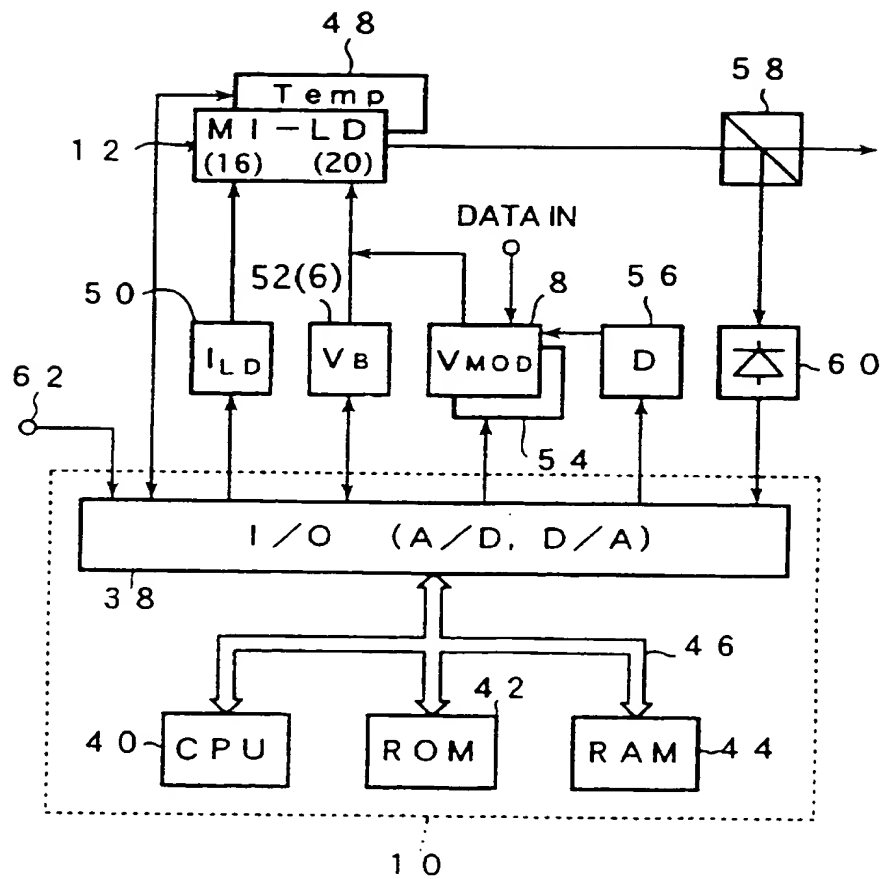 48
58
Temp
MI-LD
12
(16) (20)
DATA IN
52(6)
50
8
56
ILD
VB
VMOD
D
60
62
54
I/O (A/D, D/A)
38
46
42
40
CPU
ROM
RAM
44
10